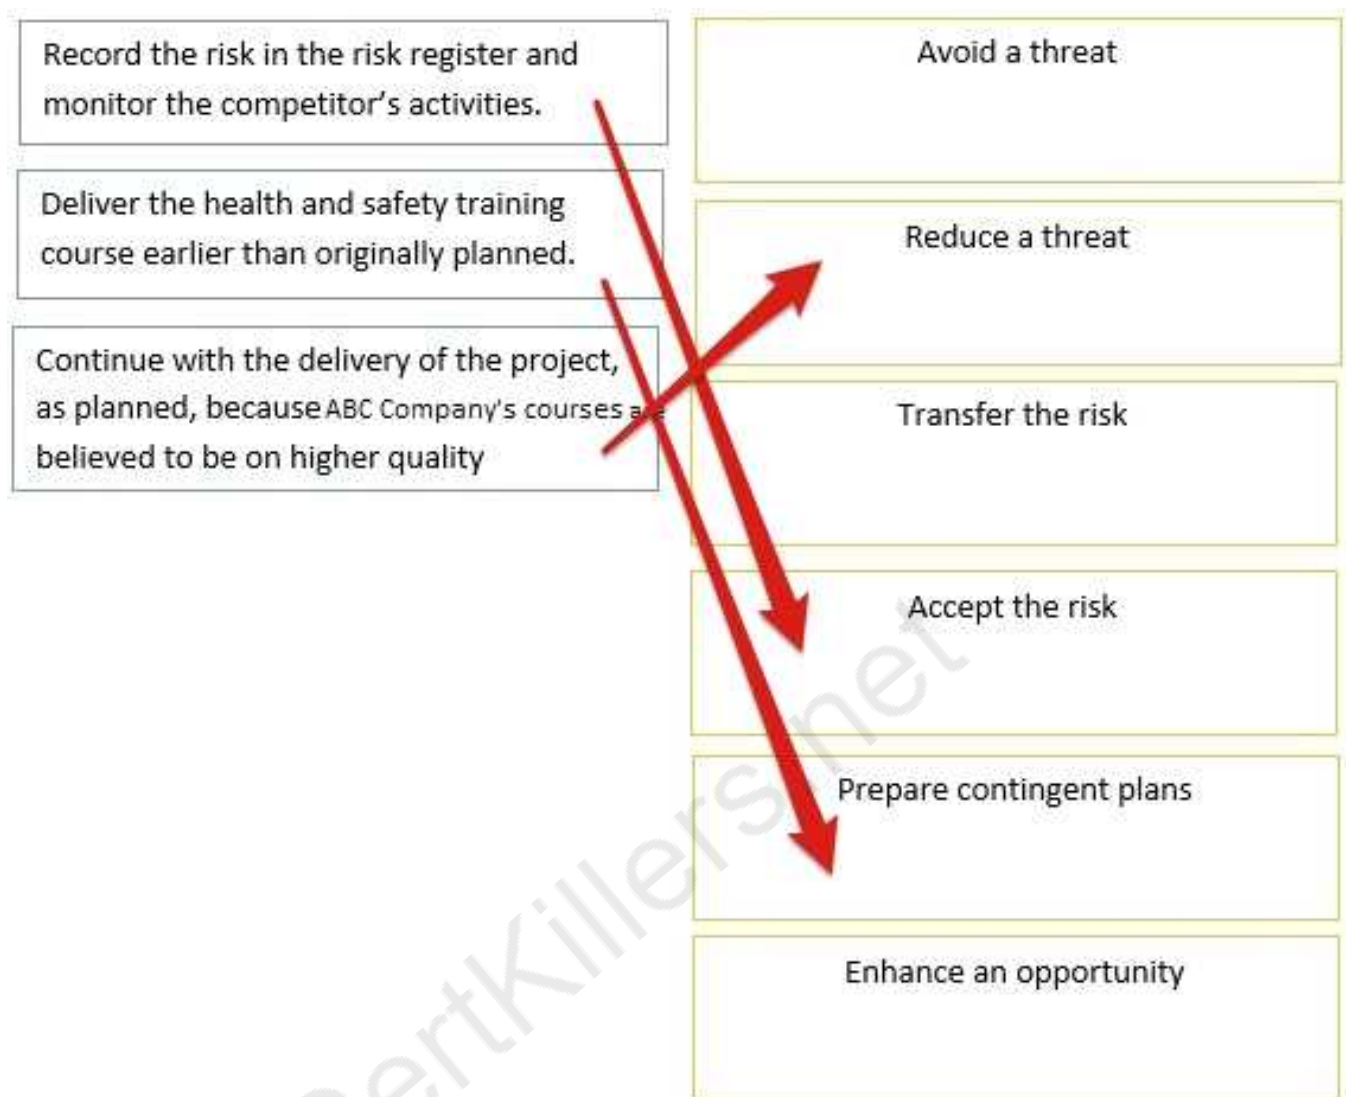 Record the risk in the risk register and
monitor the competitor's activities.
Deliver the health and safety training
course earlier than originally planned.
Continue with the delivery of the project,
as planned, because ABC Company's courses are
believed to be on higher quality
Avoid a threat
Reduce a threat
Transfer the risk
Accept the risk
Prepare contingent plans
Enhance an opportunity
CertKillers.net